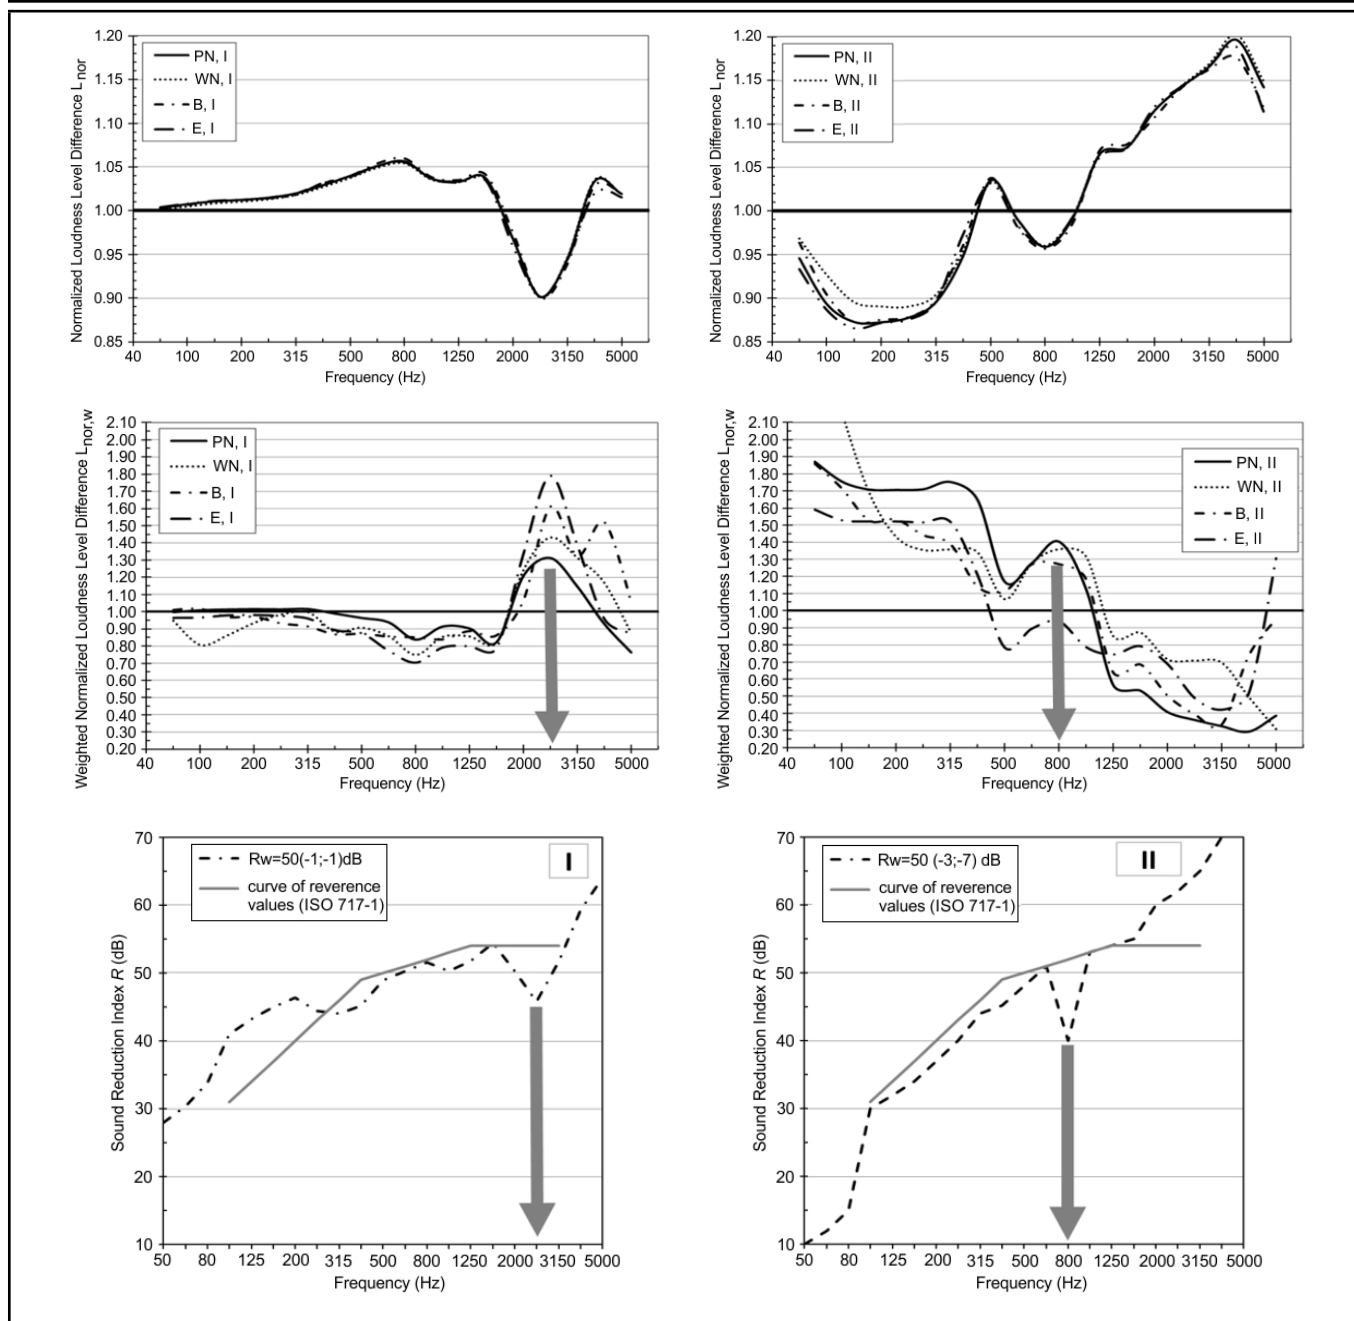 Normalized Loudness Level Difference Lnor
1.20
1.15
1.10
1.05
1.00
0.95
0.90
0.85
PN, I
WN, I
B, I
E, I
40 100 200 315 500 800 1250 2000 3150 5000
Frequency (Hz)
Normalized Loudness Level Difference Lnor
1.20
1.15
1.10
1.05
1.00
0.95
0.90
0.85
PN, II
WN, II
B, II
E, II
40 100 200 315 500 800 1250 2000 3150 5000
Frequency (Hz)
Weighted Normalized Loudness Level Difference Lnor,w
2.10
2.00
1.90
1.80
1.70
1.60
1.50
1.40
1.30
1.20
1.10
1.00
0.90
0.80
0.70
0.60
0.50
0.40
0.30
0.20
PN, I
WN, I
B, I
E, I
40 100 200 315 500 800 1250 2000 3150 5000
Frequency (Hz)
Weighted Normalized Loudness Level Difference Lnor,w
2.10
2.00
1.90
1.80
1.70
1.60
1.50
1.40
1.30
1.20
1.10
1.00
0.90
0.80
0.70
0.60
0.50
0.40
0.30
0.20
PN, II
WN, II
B, II
E, II
40 100 200 315 500 800 1250 2000 3150 5000
Frequency (Hz)
Sound Reduction Index R (dB)
70
60
50
40
30
20
10
Rw=50(-1;-1)dB
curve of reverence
values (ISO 717-1)
I
50 80 125 200 315 500 800 1250 2000 3150 5000
Frequency (Hz)
Sound Reduction Index R (dB)
70
60
50
40
30
20
10
Rw=50 (-3;-7) dB
curve of reverence
values (ISO 717-1)
II
50 80 125 200 315 500 800 1250 2000 3150 5000
Frequency (Hz)